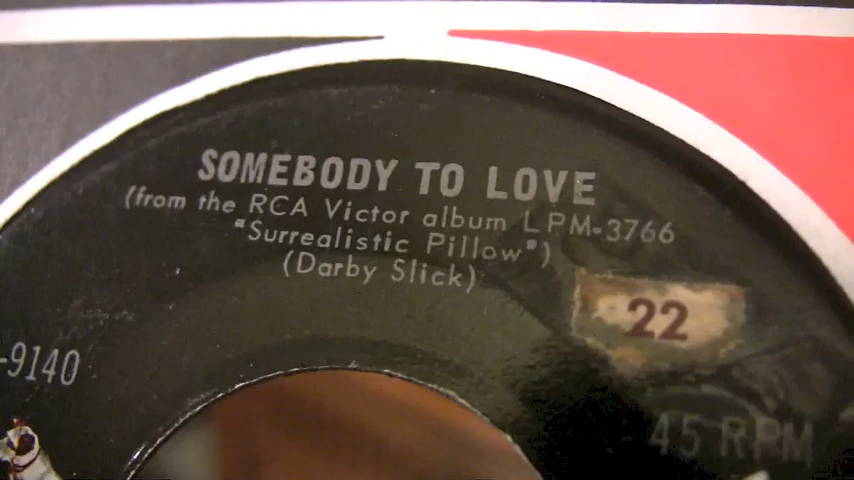 SOMEBODY TO LOVE
(from the RCA Victor album LPM-3766
"Surrealistic Pillow")
(Darby Slick)
22
-9140
45 RPM